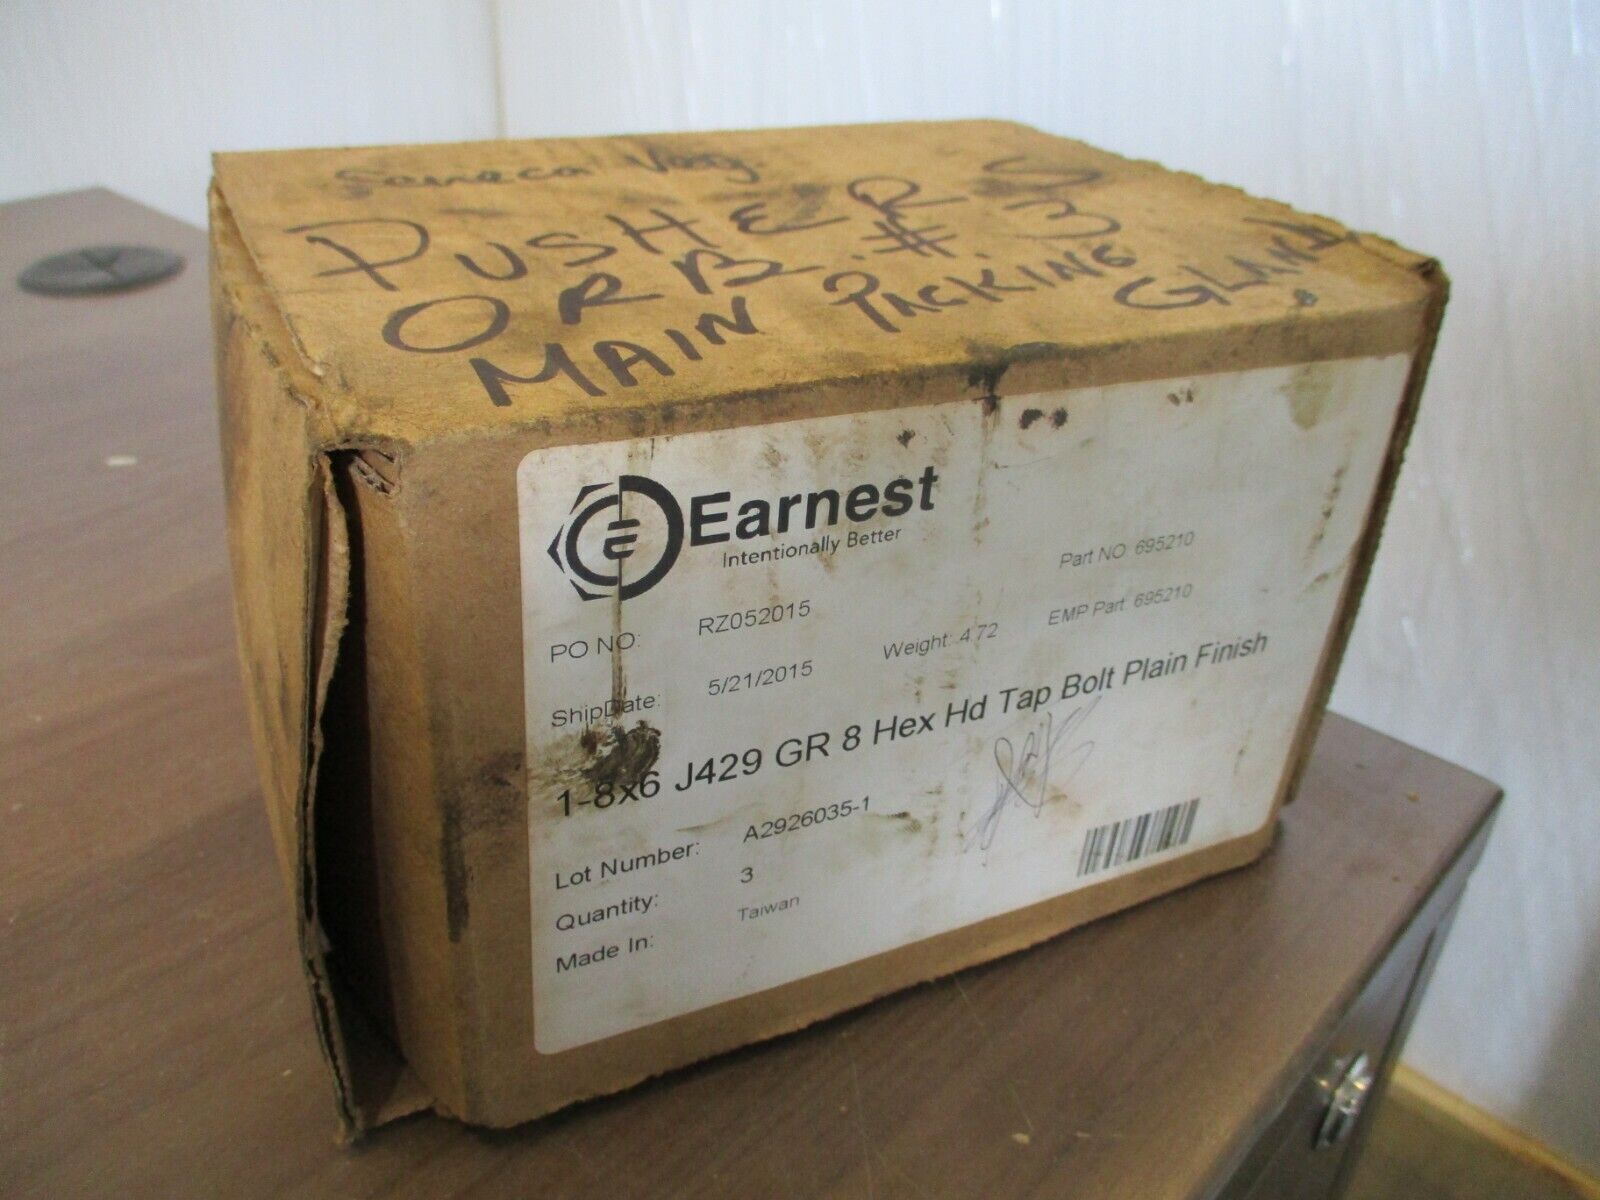 Seneca Veg.
PUSHERS
ORB. #. 3
MAIN PACKING
GLAND.
Earnest
Intentionally Better
PO NO: RZ052015 Part NO: 695210
ShipDate: 5/21/2015 Weight: 4.72 EMP Part: 695210
1-8x6 J429 GR 8 Hex Hd Tap Bolt Plain Finish
Lot Number: A2926035-1
Quantity: 3
Made In: Taiwan